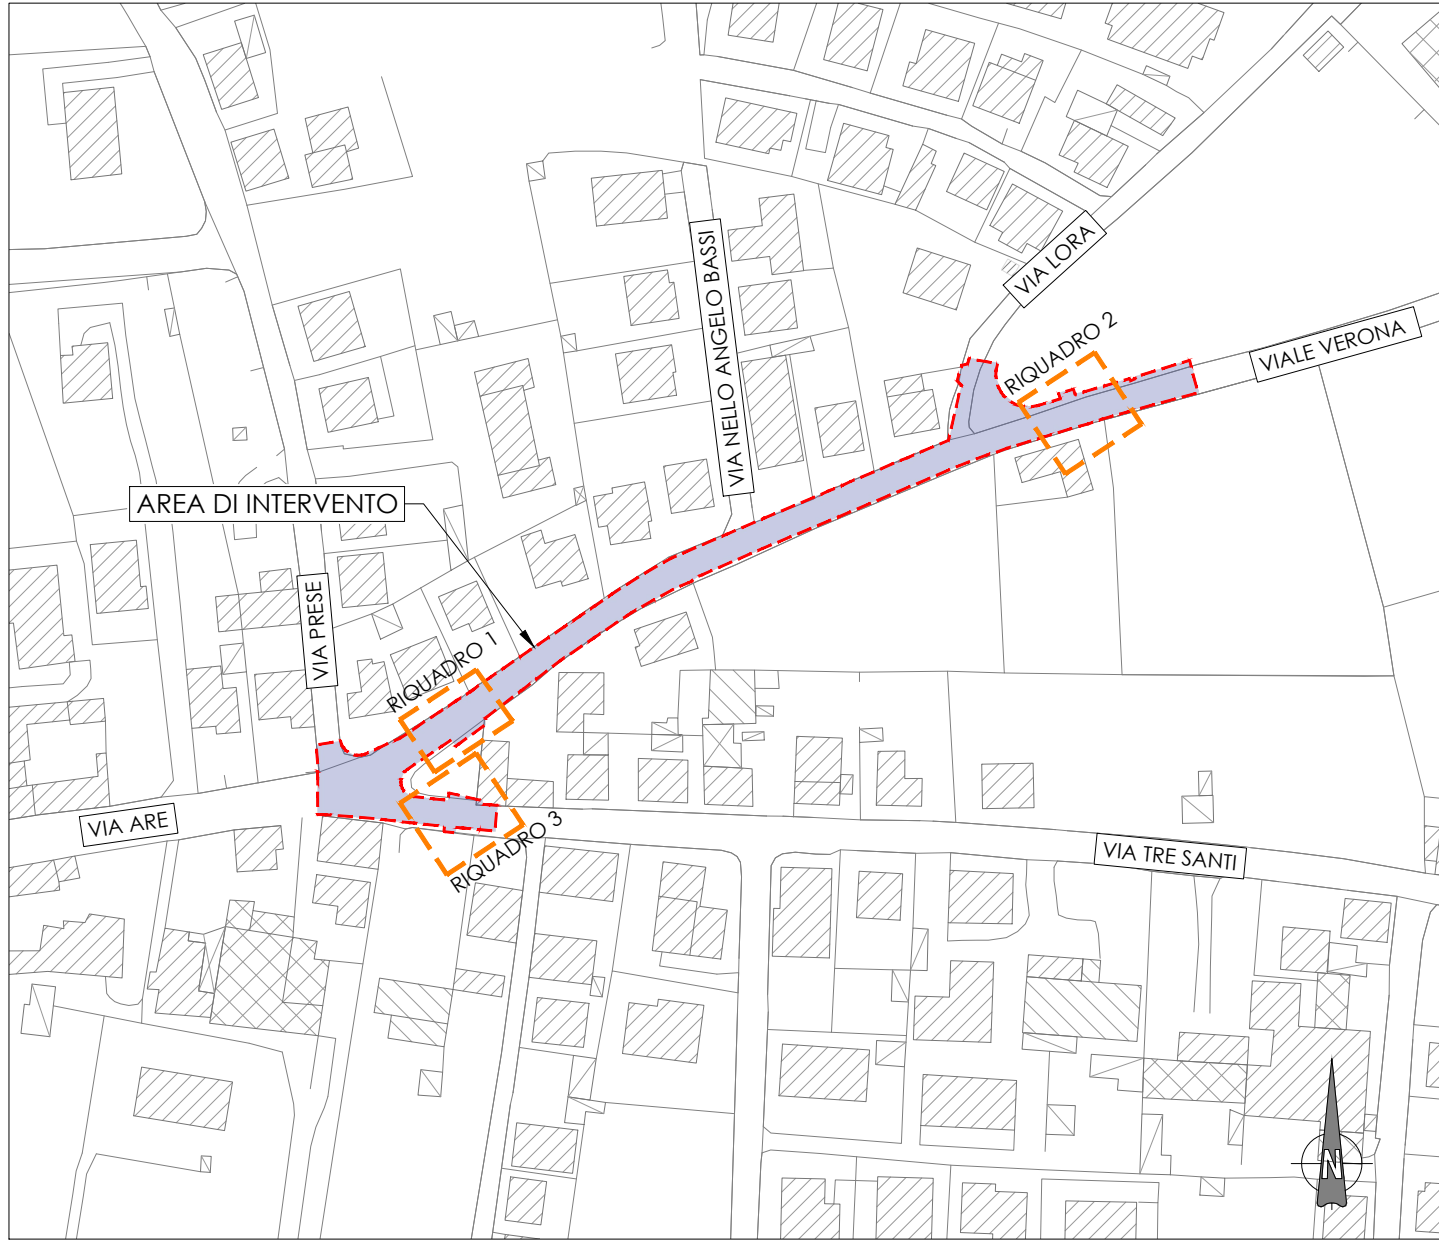 VIA NELLO ANGELO BASSI
VIA LORA
RIQUADRO 2
VIALE VERONA
AREA DI INTERVENTO
VIA PRESE
RIQUADRO 1
VIA ARE
RIQUADRO 3
VIA TRE SANTI
N